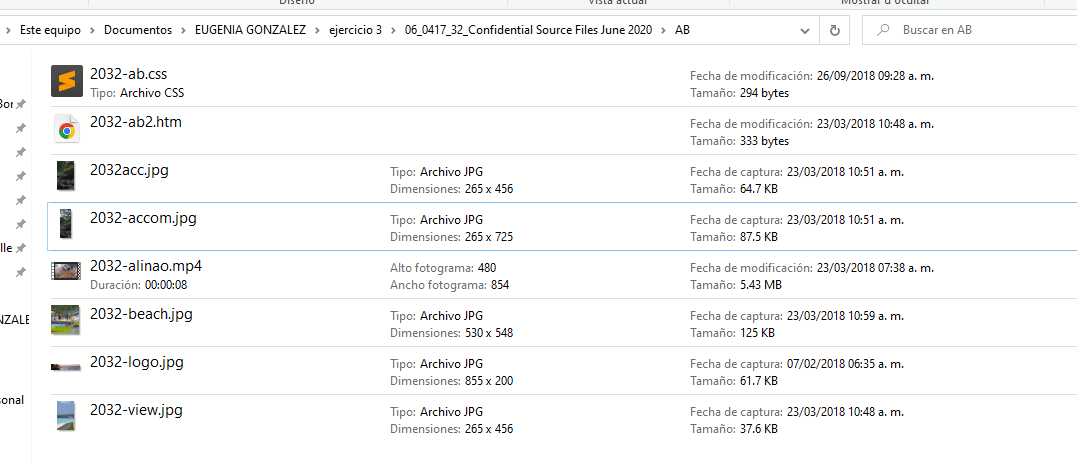 Diseño Vista actual Mostrar u ocultar
Este equipo > Documentos > EUGENIA GONZALEZ > ejercicio 3 > 06_0417_32_Confidential Source Files June 2020 > AB
Buscar en AB
2032-ab.css
Tipo: Archivo CSS
Fecha de modificación: 26/09/2018 09:28 a. m.
Tamaño: 294 bytes
2032-ab2.htm
Fecha de modificación: 23/03/2018 10:48 a. m.
Tamaño: 333 bytes
2032acc.jpg
Tipo: Archivo JPG
Dimensiones: 265 x 456
Fecha de captura: 23/03/2018 10:51 a. m.
Tamaño: 64.7 KB
2032-accom.jpg
Tipo: Archivo JPG
Dimensiones: 265 x 725
Fecha de captura: 23/03/2018 10:51 a. m.
Tamaño: 87.5 KB
2032-alinao.mp4
Duración: 00:00:08
Alto fotograma: 480
Ancho fotograma: 854
Fecha de modificación: 23/03/2018 07:38 a. m.
Tamaño: 5.43 MB
2032-beach.jpg
Tipo: Archivo JPG
Dimensiones: 530 x 548
Fecha de captura: 23/03/2018 10:59 a. m.
Tamaño: 125 KB
2032-logo.jpg
Tipo: Archivo JPG
Dimensiones: 855 x 200
Fecha de captura: 07/02/2018 06:35 a. m.
Tamaño: 61.7 KB
2032-view.jpg
Tipo: Archivo JPG
Dimensiones: 265 x 456
Fecha de captura: 23/03/2018 10:48 a. m.
Tamaño: 37.6 KB
Bor
lle
NZALE
sonal